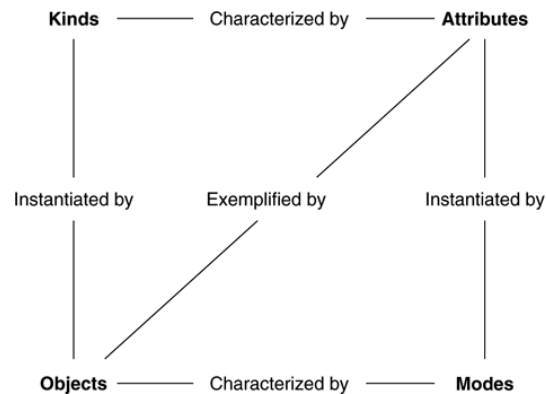 Kinds Characterized by Attributes
Instantiated by Exemplified by Instantiated by
Objects Characterized by Modes